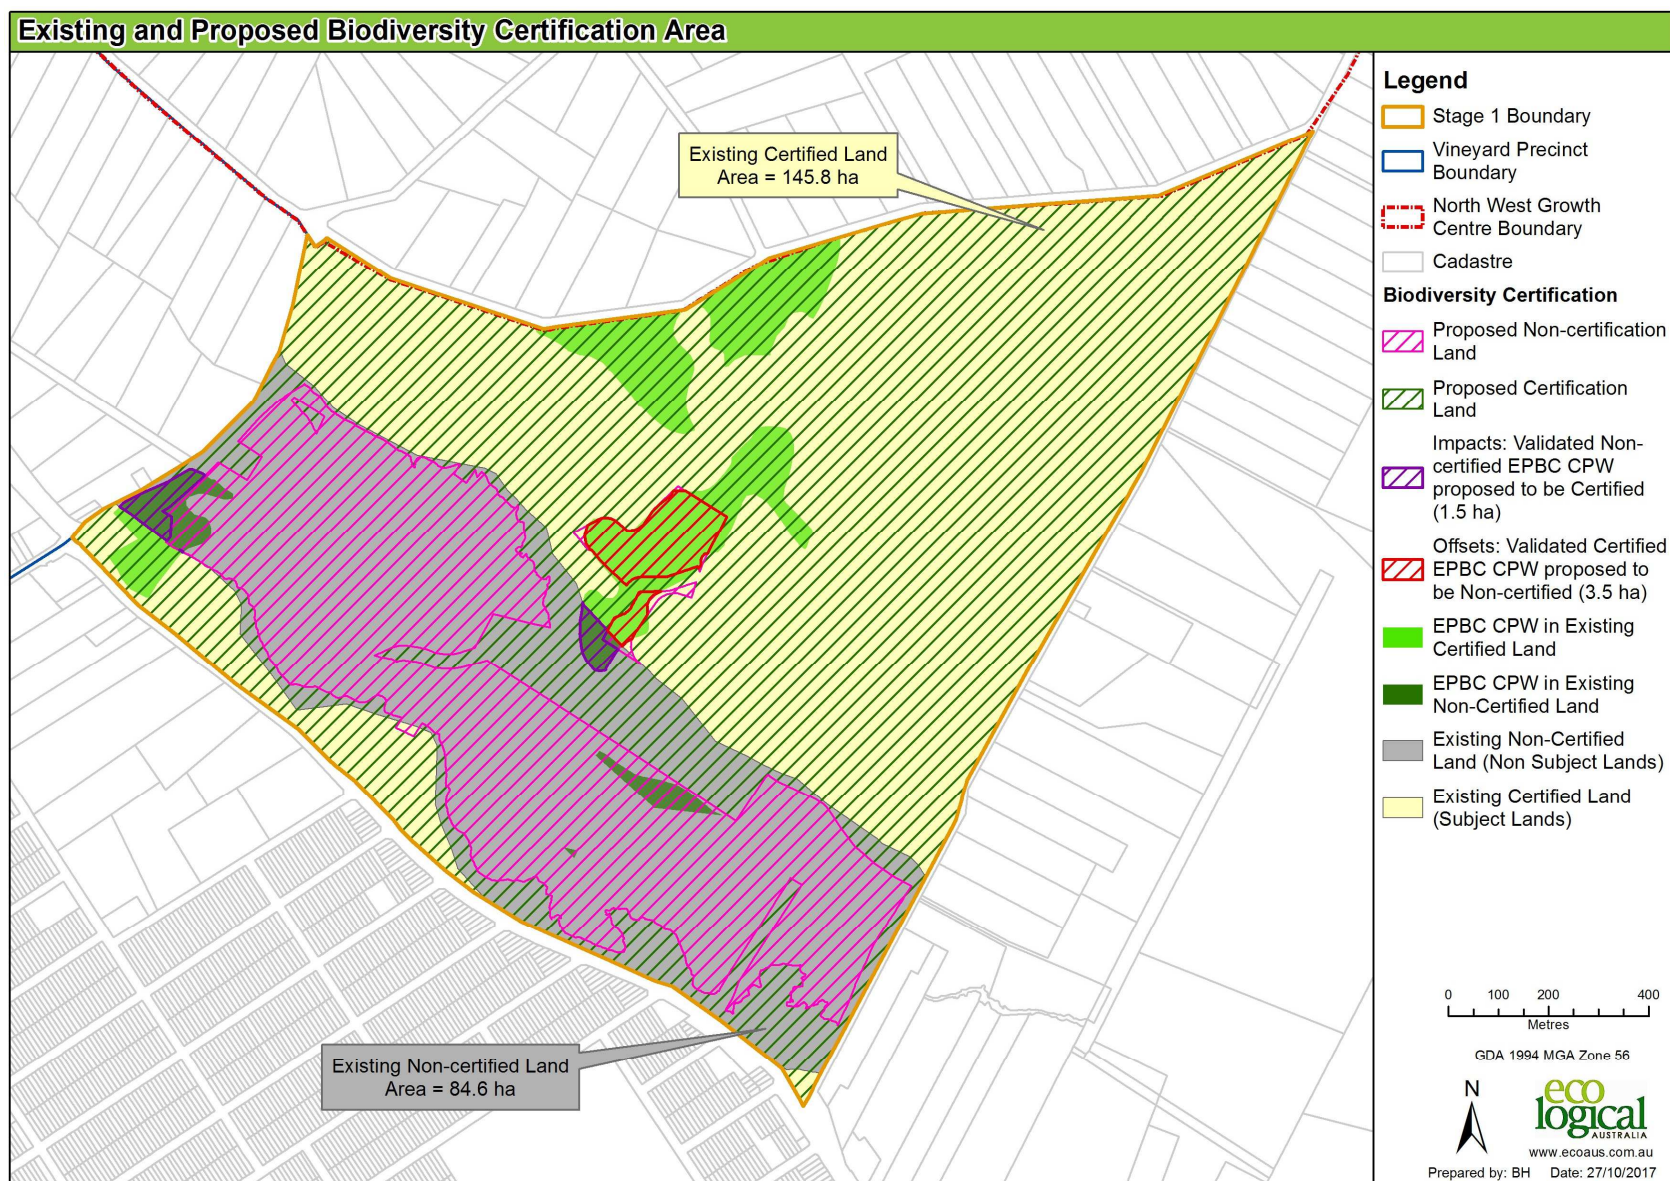 Existing and Proposed Biodiversity Certification Area
Existing Certified Land
Area = 145.8 ha
Existing Non-certified Land
Area = 84.6 ha
Legend
Stage 1 Boundary
Vineyard Precinct
Boundary
North West Growth
Centre Boundary
Cadastre
Biodiversity Certification
Proposed Non-certification
Land
Proposed Certification
Land
Impacts: Validated Non-
certified EPBC CPW
proposed to be Certified
(1.5 ha)
Offsets: Validated Certified
EPBC CPW proposed to
be Non-certified (3.5 ha)
EPBC CPW in Existing
Certified Land
EPBC CPW in Existing
Non-Certified Land
Existing Non-Certified
Land (Non Subject Lands)
Existing Certified Land
(Subject Lands)
0 100 200 400
Metres
GDA 1994 MGA Zone 56
N
eco
logical
AUSTRALIA
www.ecoaus.com.au
Prepared by: BH Date: 27/10/2017